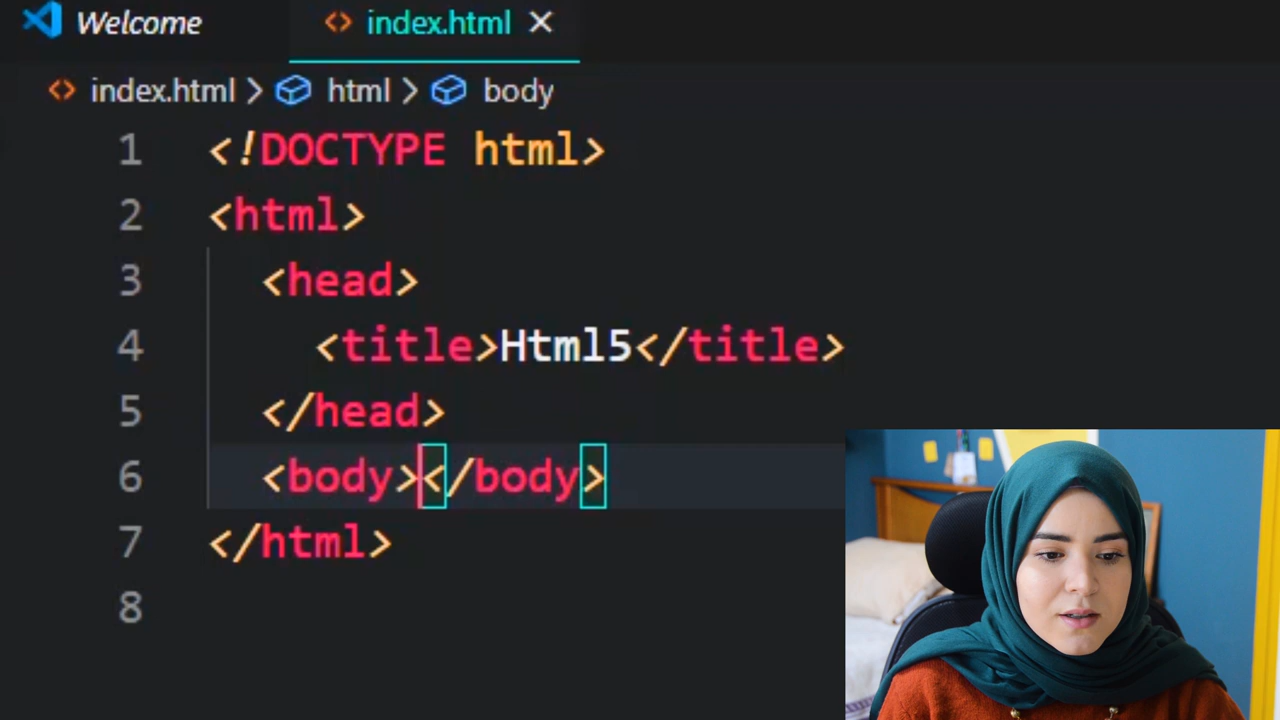 Welcome index.html
index.html > html > body
1 <!DOCTYPE html>
2 <html>
3 <head>
4 <title>Html5</title>
5 </head>
6 <body></body>
7 </html>
8